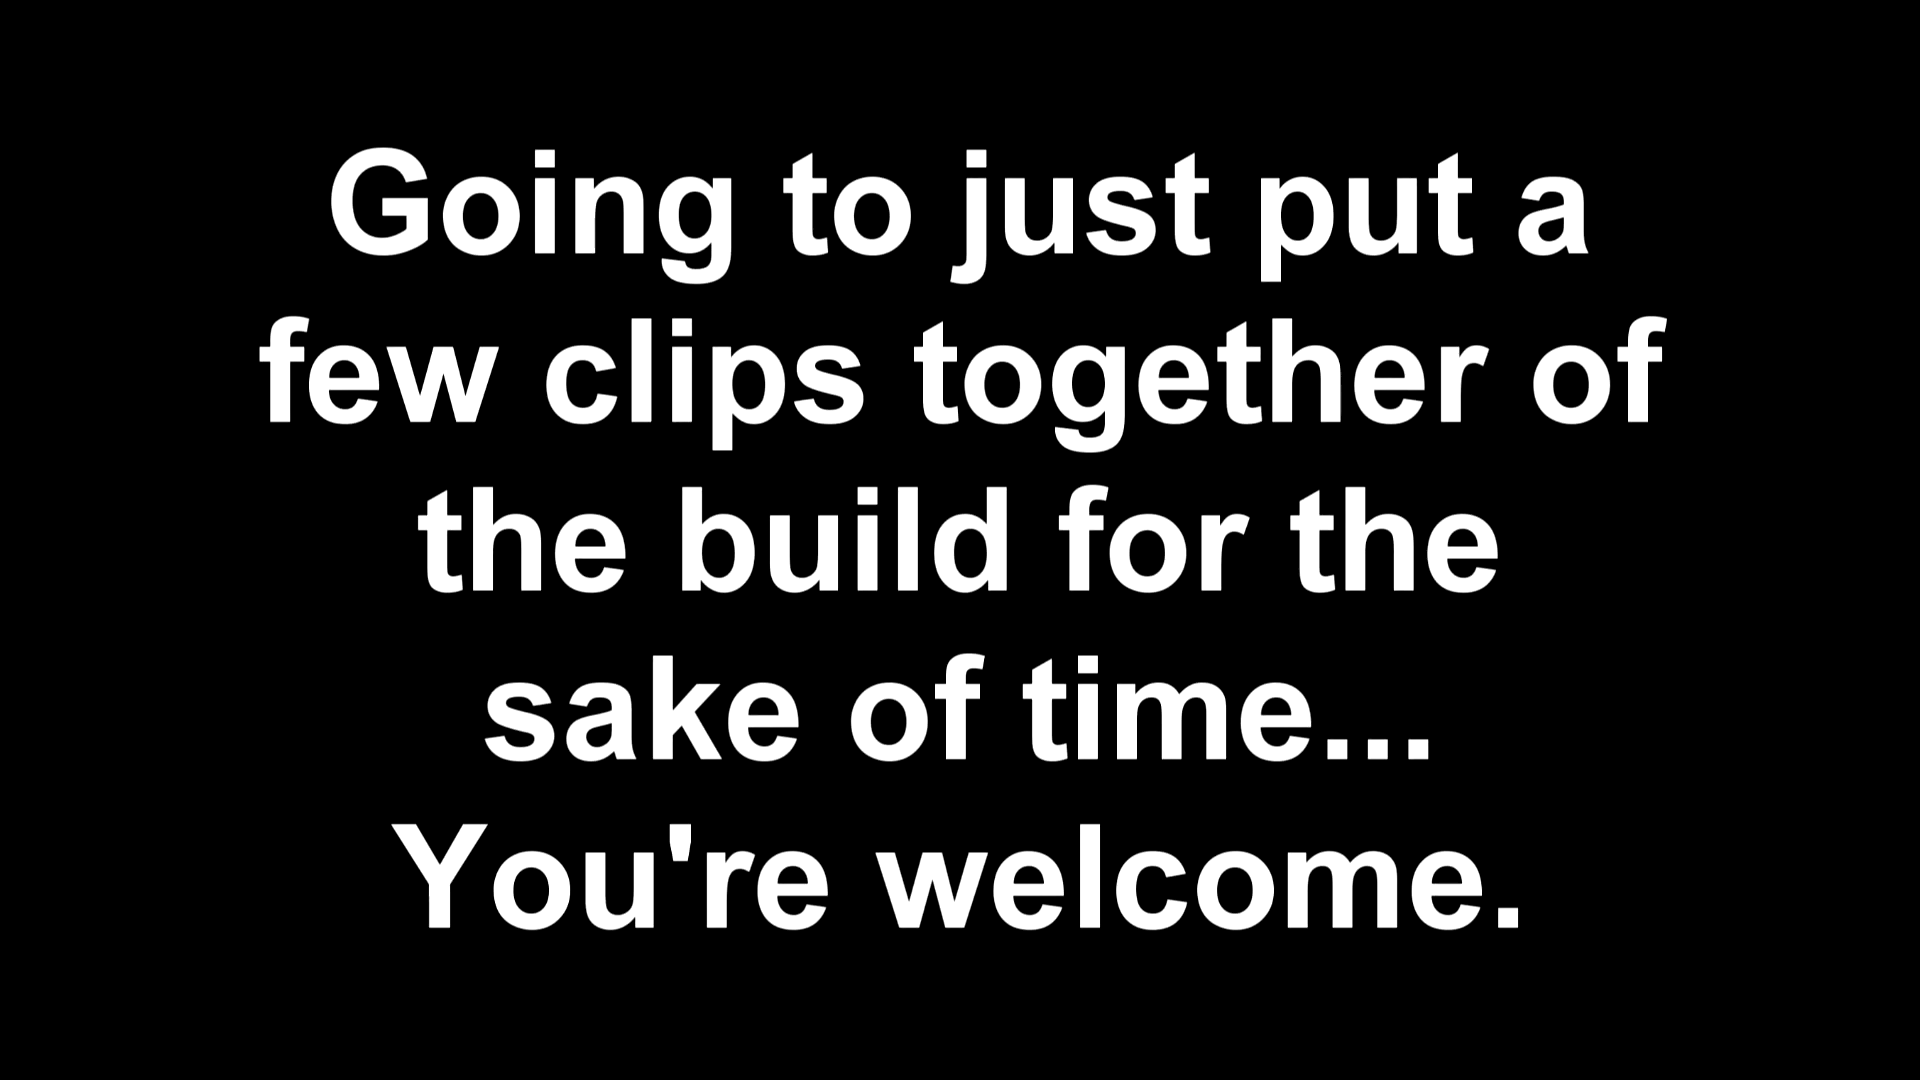 Going to just put a
few clips together of
the build for the
sake of time...
You're welcome.